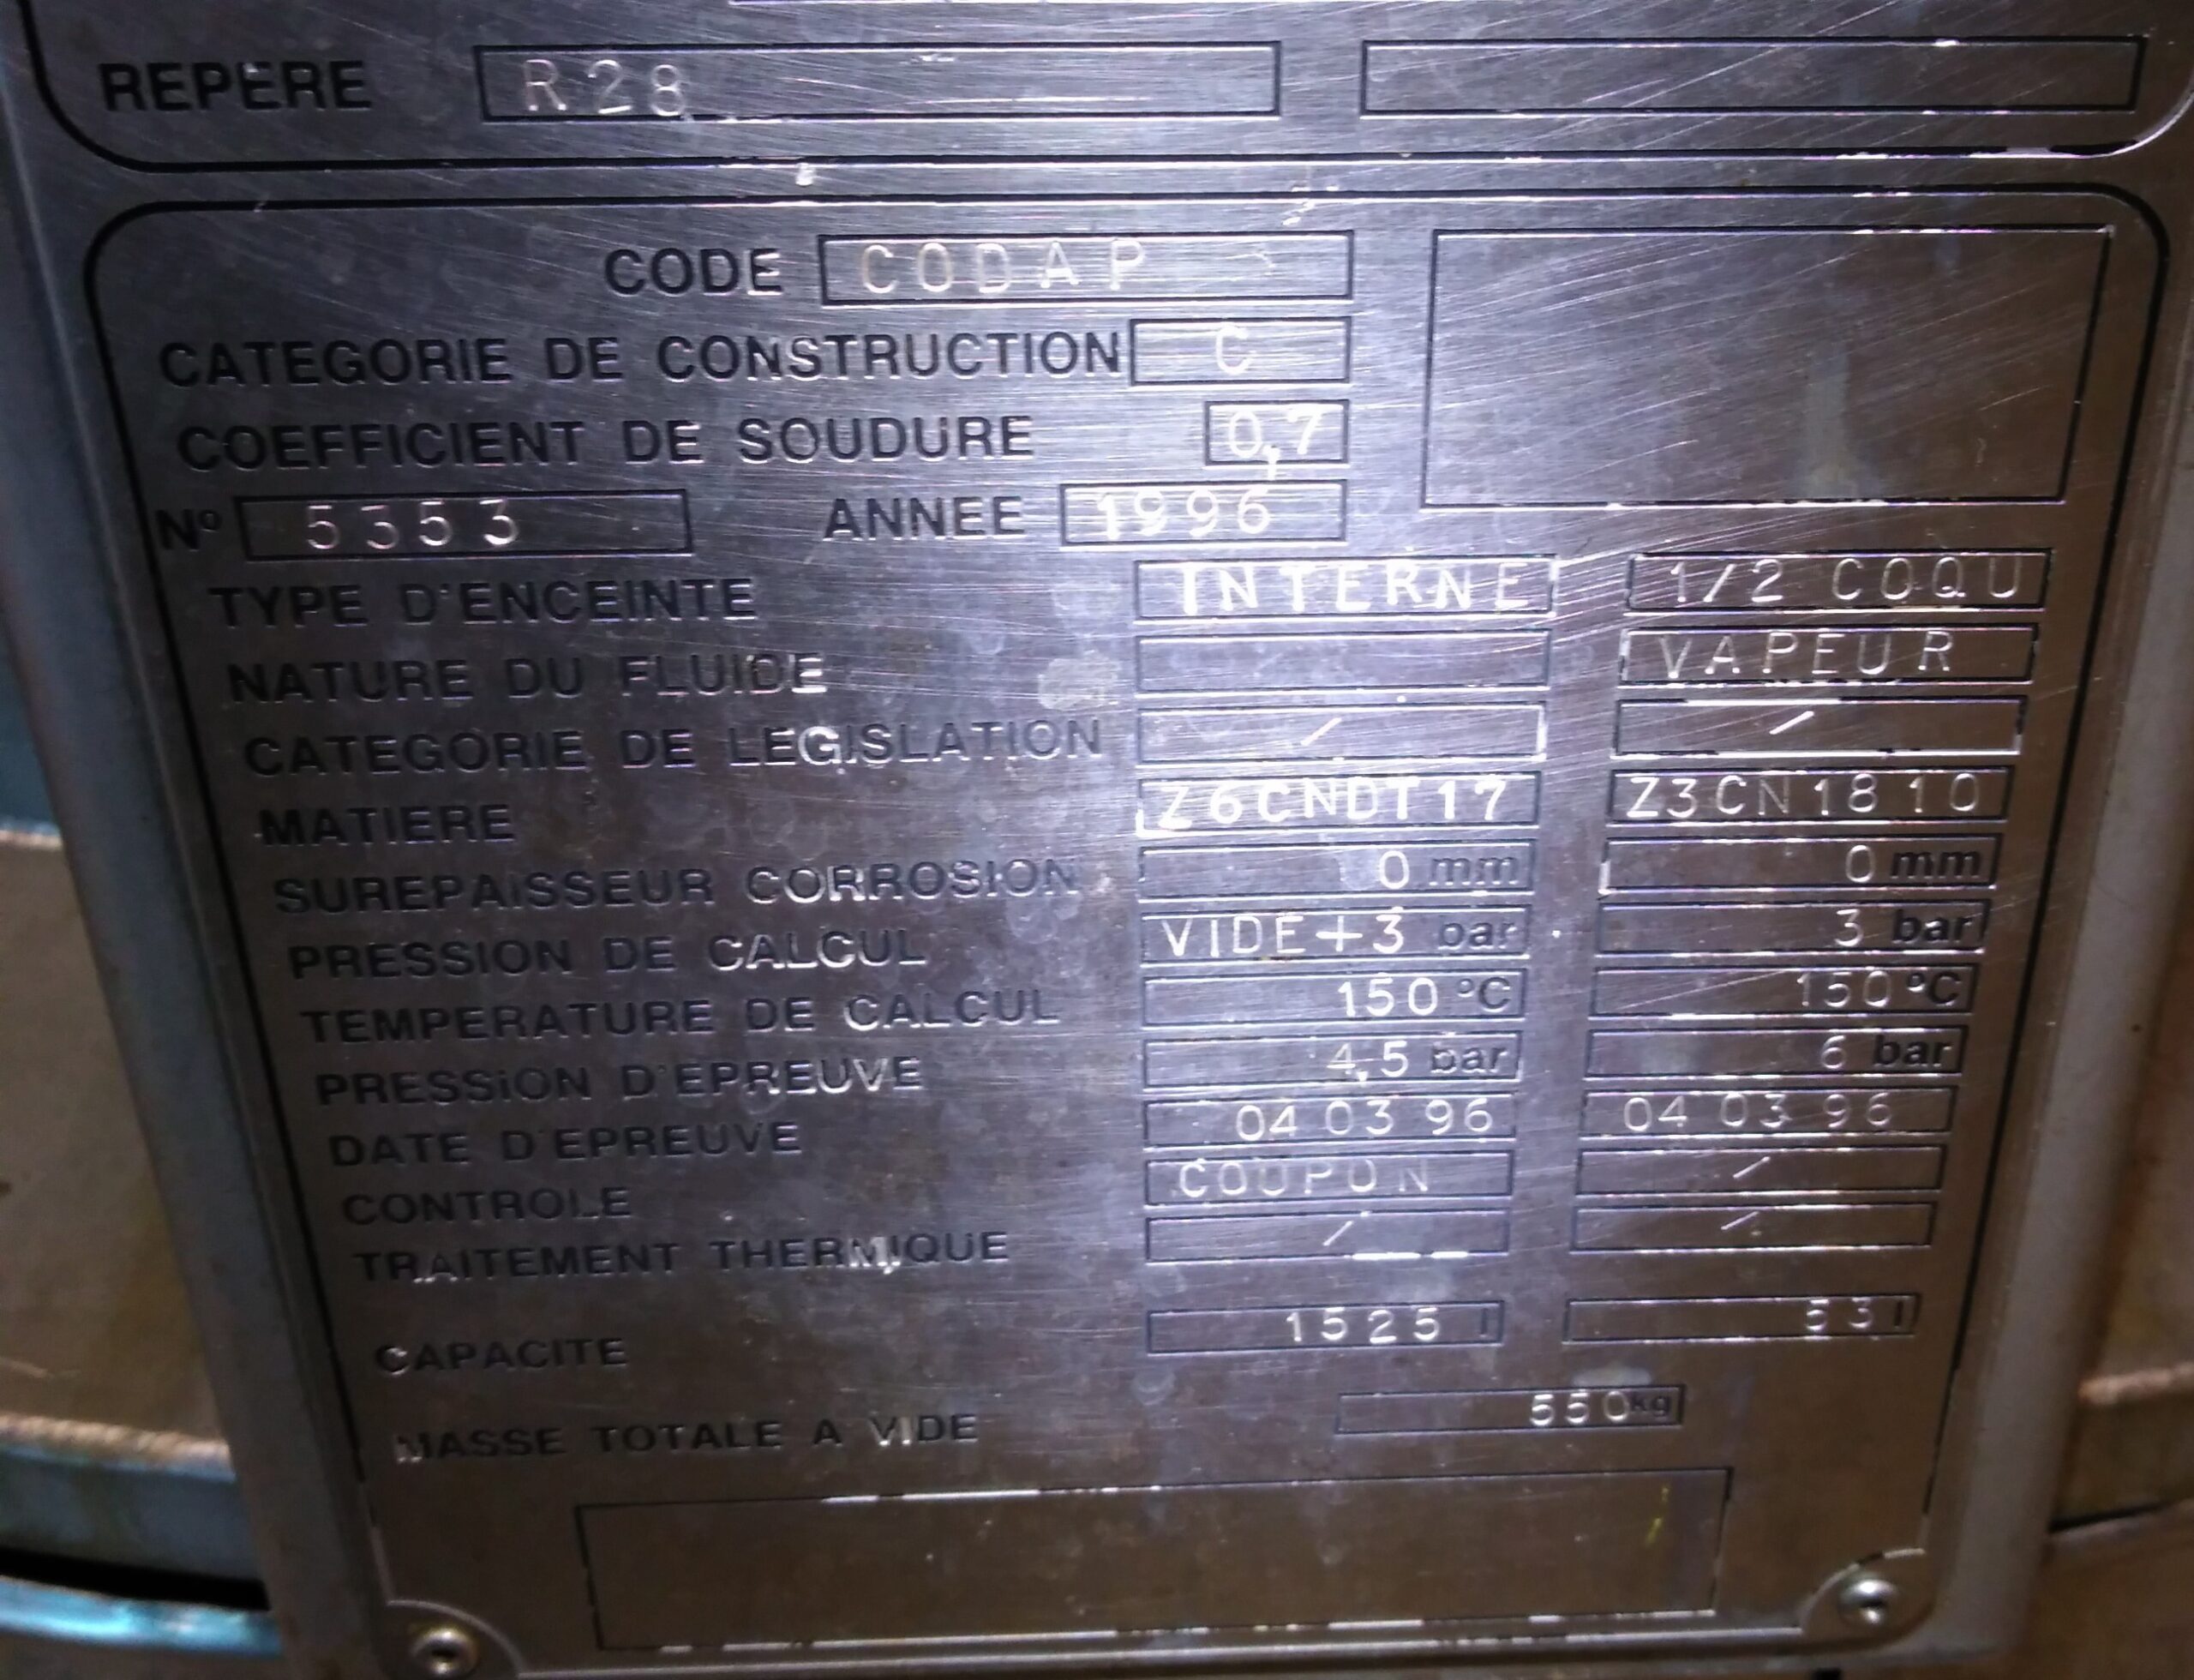 REPERE R28
CODE CODAP
CATEGORIE DE CONSTRUCTION C
COEFFICIENT DE SOUDURE 0,7
Nº 5353 ANNEE 1996
TYPE D'ENCEINTE INTERNE 1/2 COQU
NATURE DU FLUIDE VAPEUR
CATEGORIE DE LEGISLATION / /
MATIERE Z6CNDT17 Z3CN1810
SUREPAISSEUR CORROSION 0 mm 0 mm
PRESSION DE CALCUL VIDE+3 bar 3 bar
TEMPERATURE DE CALCUL 150 °C 150 °C
PRESSION D'EPREUVE 4,5 bar 6 bar
DATE D'EPREUVE 04 03 96 04 03 96
CONTROLE COUPON /
TRAITEMENT THERMIQUE / /
CAPACITE 1525 l 53 l
MASSE TOTALE A VIDE 550 kg